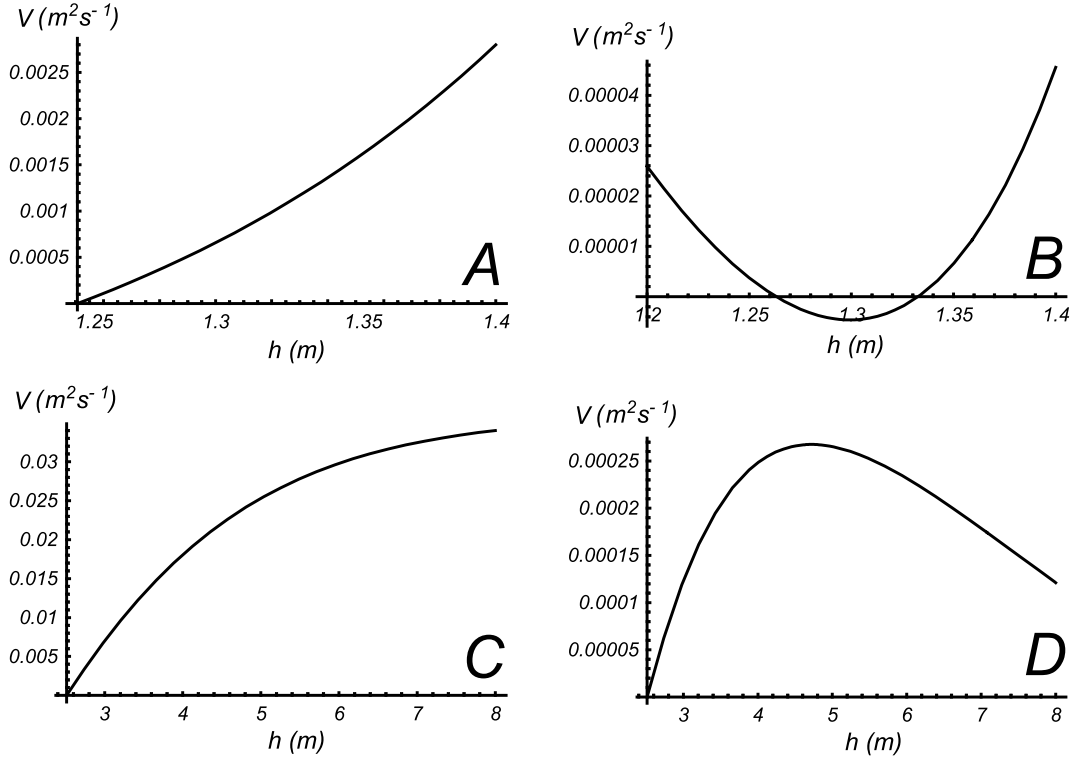 V (m²s⁻¹)
0.0025
0.002
0.0015
0.001
0.0005
1.25 1.3 1.35 1.4
h (m)
A
V (m²s⁻¹)
0.00004
0.00003
0.00002
0.00001
1.2 1.25 1.3 1.35 1.4
h (m)
B
V (m²s⁻¹)
0.03
0.025
0.02
0.015
0.01
0.005
3 4 5 6 7 8
h (m)
C
V (m²s⁻¹)
0.00025
0.0002
0.00015
0.0001
0.00005
3 4 5 6 7 8
h (m)
D